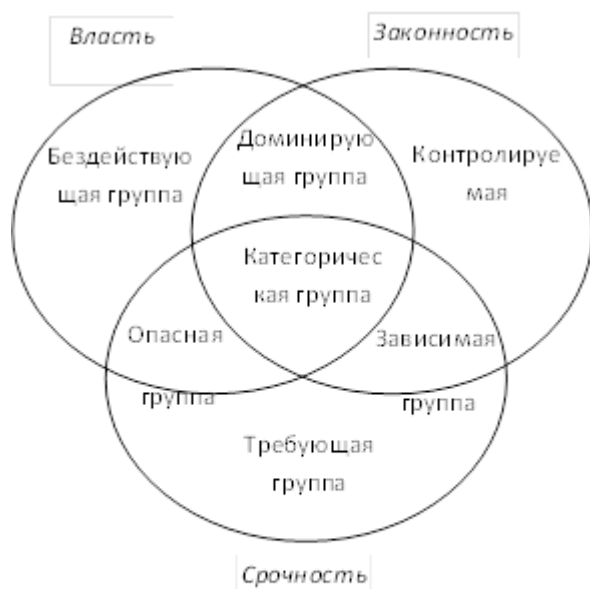 Власть
Законность
Бездействую
щая группа
Доминирую
щая группа
Контролируе
мая
Категоричес
кая группа
Опасная
группа
Зависимая
группа
Требующая
группа
Срочность